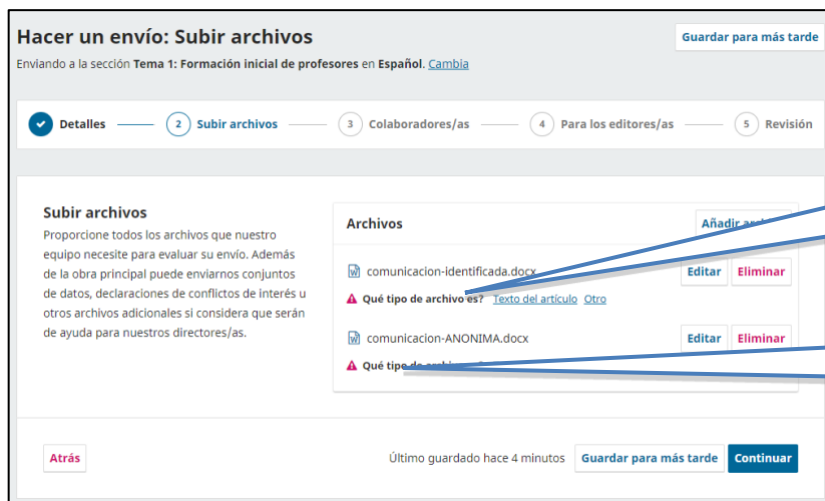 Hacer un envío: Subir archivos
Guardar para más tarde
Enviando a la sección Tema 1: Formación inicial de profesores en Español. Cambia
Detalles
2 Subir archivos
3 Colaboradores/as
4 Para los editores/as
5 Revisión
Subir archivos
Proporcione todos los archivos que nuestro
equipo necesite para evaluar su envío. Además
de la obra principal puede enviarnos conjuntos
de datos, declaraciones de conflictos de interés u
otros archivos adicionales si considera que serán
de ayuda para nuestros directores/as.
Archivos
Añadir
comunicacion-identificada.docx
Editar Eliminar
Qué tipo de archivo es? Texto del artículo Otro
comunicacion-ANONIMA.docx
Editar Eliminar
Qué tipo de
Atrás
Último guardado hace 4 minutos
Guardar para más tarde
Continuar